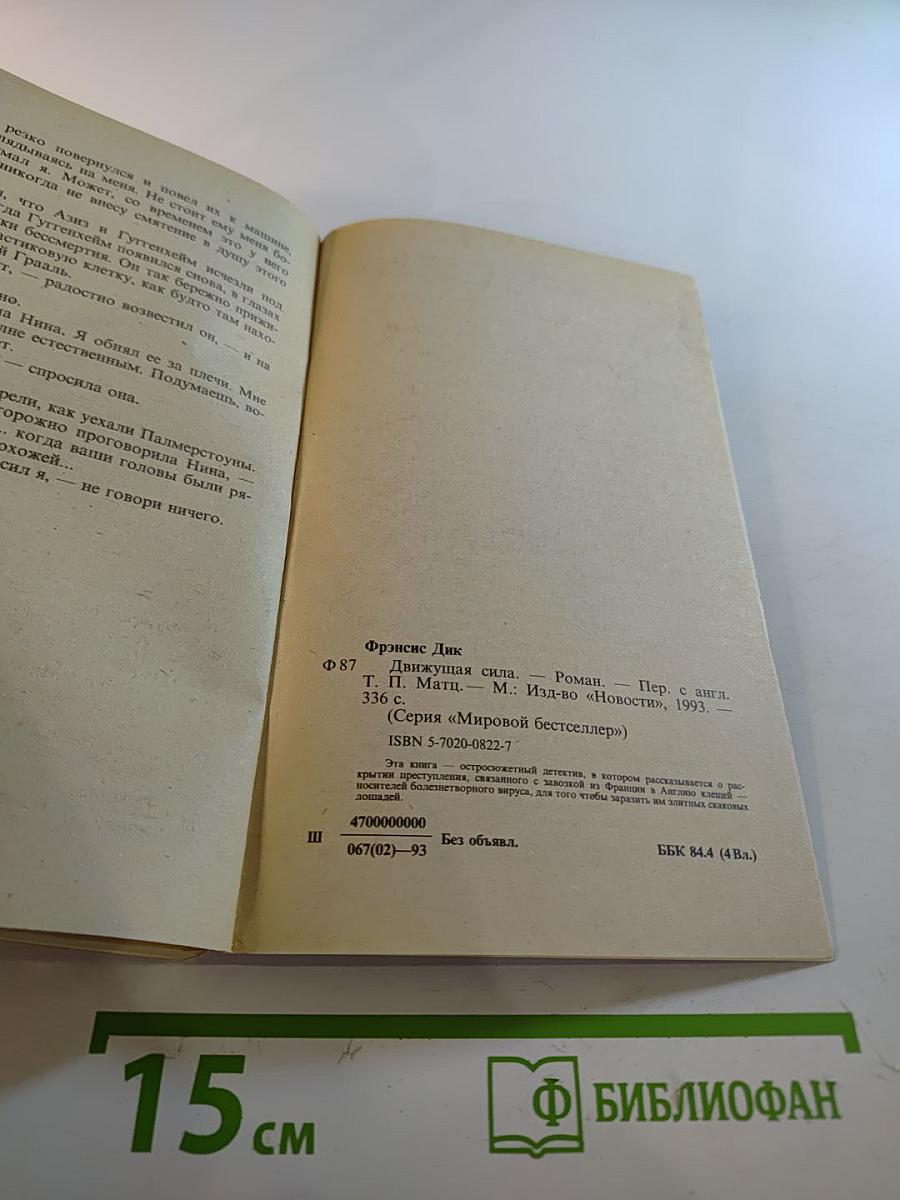 резко повернулся и повел их к машине,
лядываясь на меня. Не стоит ему меня бо-
мал я. Может, со временем это у него
никогда не внесу смятение в душу этого
что Азиз и Гуггенхейм исчезли под
гда Гуггенхейм появился снова, в глазах
ки бессмертия. Он так бережно прижи-
астиковую клетку, как будто там нахо-
й Грааль.
т, — радостно возвестил он, — и на
но.
а Нина. Я обнял ее за плечи. Мне
лне естественным. Подумаешь, во-
ет.
— спросила она.
рели, как уехали Палмерстоуны.
торожно проговорила Нина, —
.. когда ваши головы были ря-
охожей...
сил я, — не говори ничего.
Фрэнсис Дик
Ф 87 Движущая сила. — Роман. — Пер. с англ.
Т. П. Матц. — М.: Изд-во «Новости», 1993. —
336 с.
(Серия «Мировой бестселлер»)
ISBN 5-7020-0822-7
Эта книга — остросюжетный детектив, в котором рассказывается о рас-
крытии преступления, связанного с завозкой из Франции в Англию клещей —
носителей болезнетворного вируса, для того чтобы заразить им элитных скаковых
лошадей.
Ш 4700000000 Без объявл.
067(02)—93
ББК 84.4 (4Вл.)
15 см
Ф БИБЛИОФАН